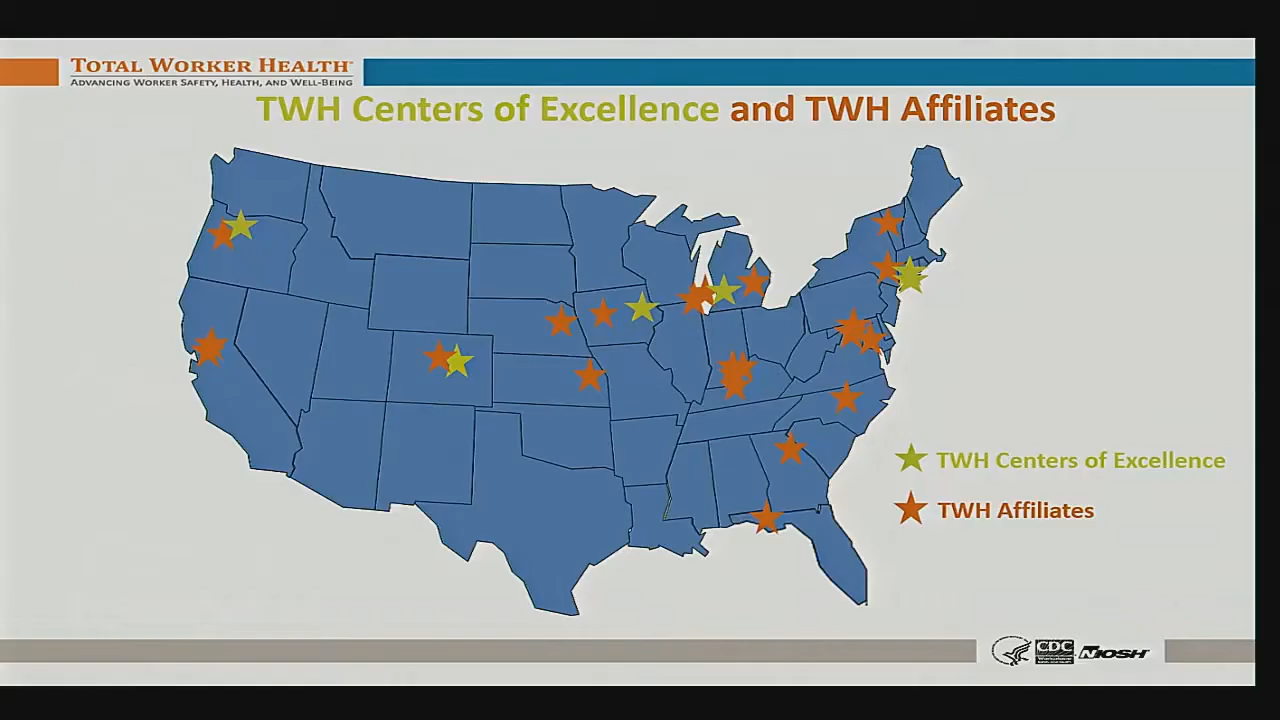 TOTAL WORKER HEALTH
ADVANCING WORKER SAFETY, HEALTH, AND WELL-BEING
TWH Centers of Excellence and TWH Affiliates
TWH Centers of Excellence
TWH Affiliates
CDC
NIOSH